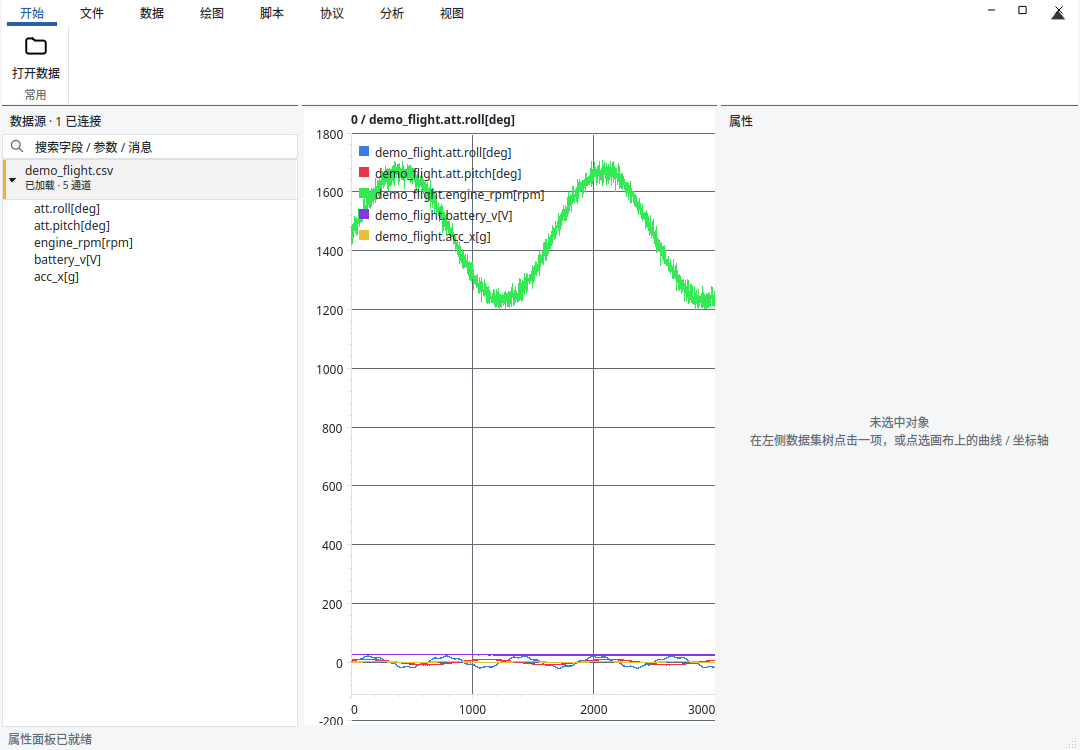 开始 文件 数据 绘图 脚本 协议 分析 视图
打开数据
常用
数据源 · 1 已连接
搜索字段 / 参数 / 消息
demo_flight.csv
已加载 · 5 通道
att.roll[deg]
att.pitch[deg]
engine_rpm[rpm]
battery_v[V]
acc_x[g]
0 / demo_flight.att.roll[deg]
demo_flight.att.roll[deg]
demo_flight.att.pitch[deg]
demo_flight.engine_rpm[rpm]
demo_flight.battery_v[V]
demo_flight.acc_x[g]
1800
1600
1400
1200
1000
800
600
400
200
0
-200
0 1000 2000 3000
属性
未选中对象
在左侧数据集树点击一项，或点选画布上的曲线 / 坐标轴
属性面板已就绪